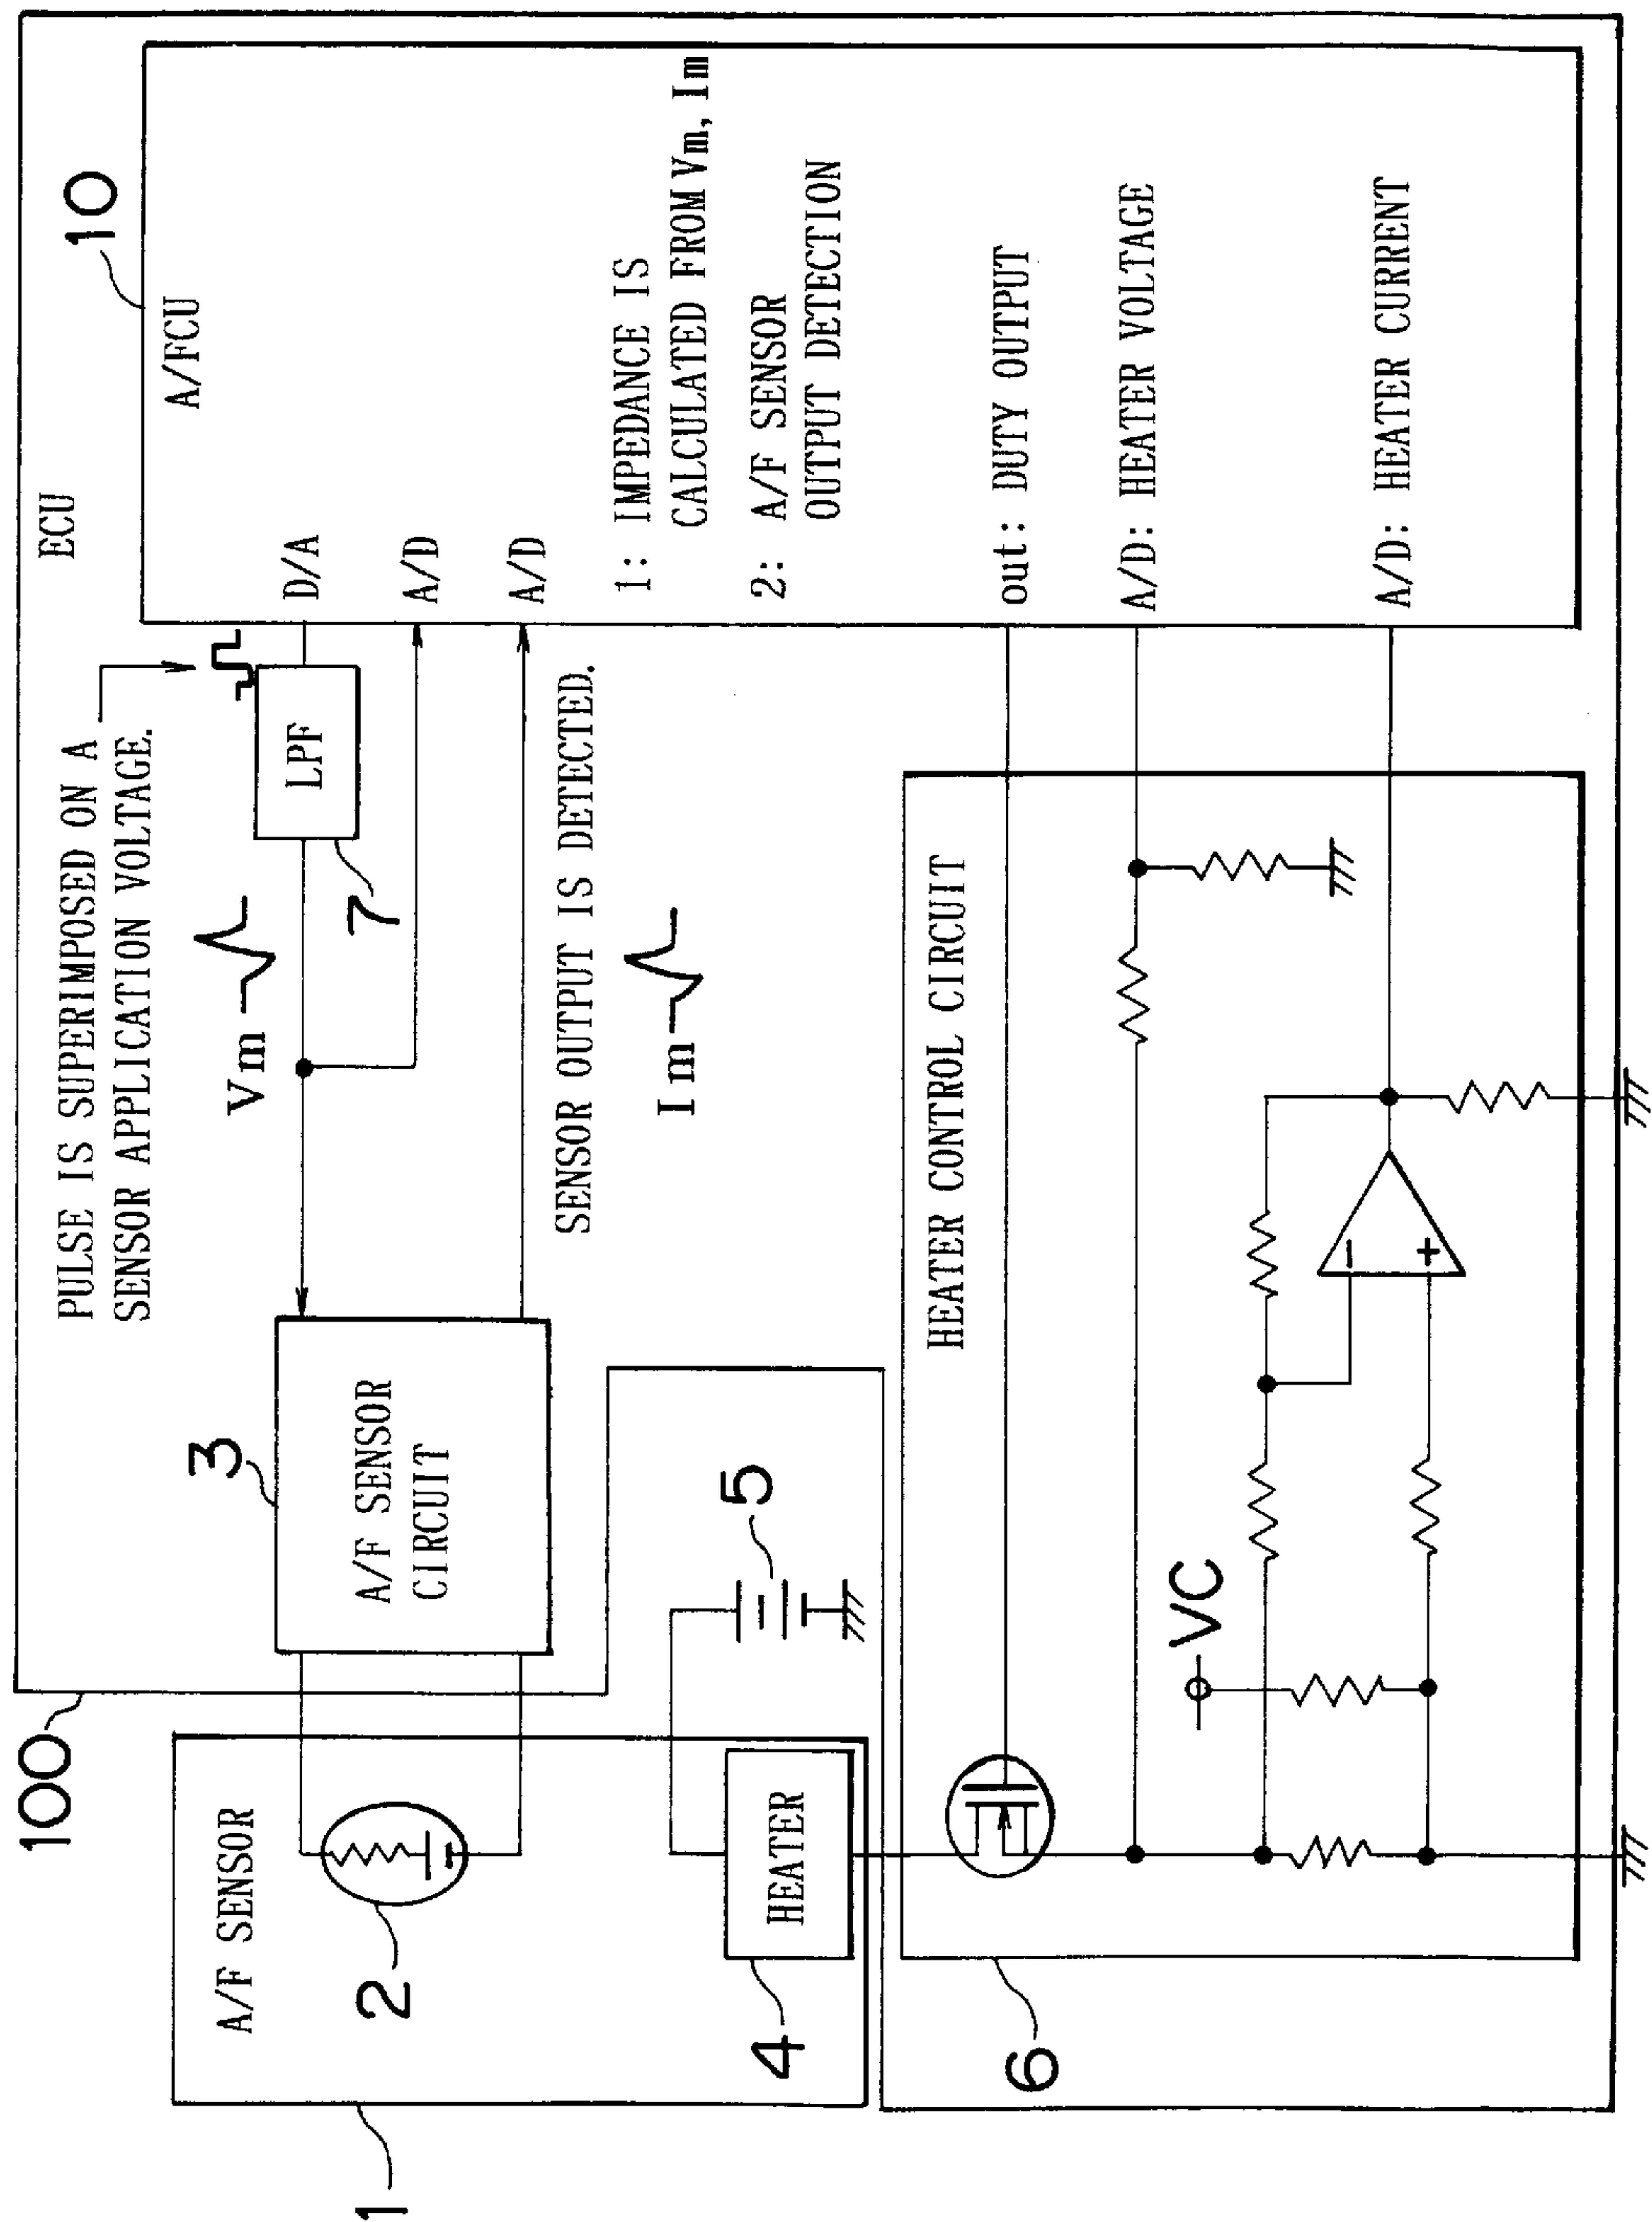 100
ECU
10
A/FCU
PULSE IS SUPERIMPOSED ON A
SENSOR APPLICATION VOLTAGE.
Vm
LPF
7
D/A
A/D
A/D
SENSOR OUTPUT IS DETECTED.
Im
1: IMPEDANCE IS
CALCULATED FROM Vm, Im
2: A/F SENSOR
OUTPUT DETECTION
out: DUTY OUTPUT
A/D: HEATER VOLTAGE
A/D: HEATER CURRENT
3
A/F SENSOR
CIRCUIT
1
A/F SENSOR
2
4
HEATER
5
6
HEATER CONTROL CIRCUIT
VC
−
+